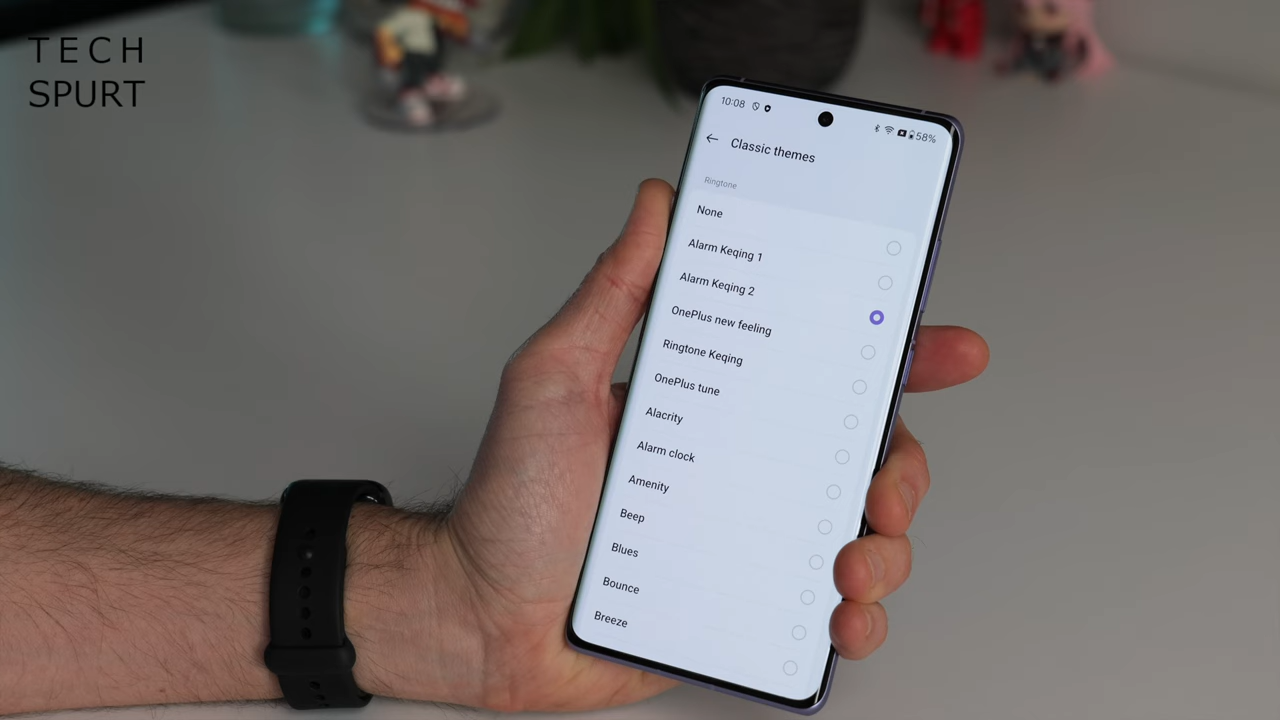 TECH
SPURT
10:08
58%
Classic themes
Ringtone
None
Alarm Keqing 1
Alarm Keqing 2
OnePlus new feeling
Ringtone Keqing
OnePlus tune
Alacrity
Alarm clock
Amenity
Beep
Blues
Bounce
Breeze